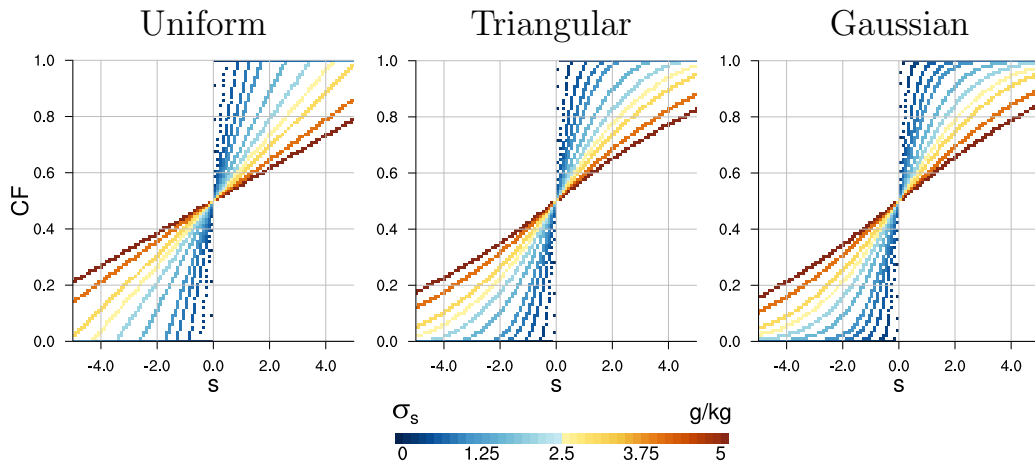 Uniform Triangular Gaussian
1.0 1.0 1.0
0.8 0.8 0.8
0.6 0.6 0.6
CF
0.4 0.4 0.4
0.2 0.2 0.2
0.0 0.0 0.0
-4.0 -2.0 0.0 2.0 4.0 -4.0 -2.0 0.0 2.0 4.0 -4.0 -2.0 0.0 2.0 4.0
s s s
σs g/kg
0 1.25 2.5 3.75 5